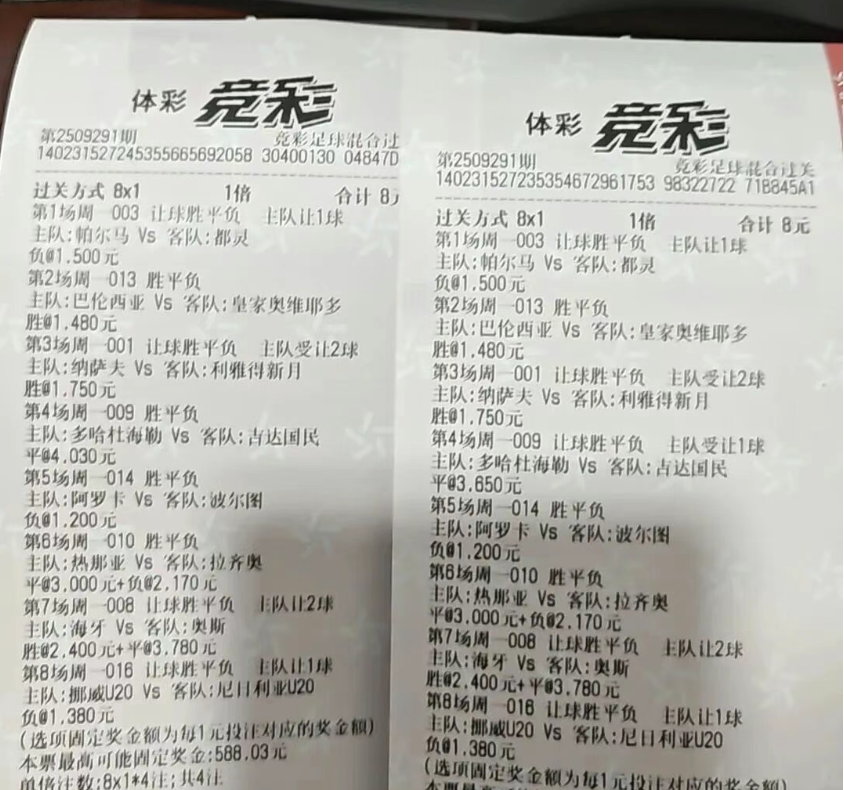 体彩 竞彩
第2509291期 竞彩足球混合过
140231527245355665692058 30400130 04847D
过关方式 8x1 1倍 合计 8元
第1场周一003 让球胜平负 主队让1球
主队:帕尔马 Vs 客队:都灵
负@1.500元
第2场周一013 胜平负
主队:巴伦西亚 Vs 客队:皇家奥维耶多
胜@1.480元
第3场周一001 让球胜平负 主队受让2球
主队:纳萨夫 Vs 客队:利雅得新月
胜@1.750元
第4场周一009 胜平负
主队:多哈杜海勒 Vs 客队:吉达国民
平@4.030元
第5场周一014 胜平负
主队:阿罗卡 Vs 客队:波尔图
负@1.200元
第6场周一010 胜平负
主队:热那亚 Vs 客队:拉齐奥
平@3.000元+负@2.170元
第7场周一008 让球胜平负 主队让2球
主队:海牙 Vs 客队:奥斯
胜@2.400元+平@3.780元
第8场周一016 让球胜平负 主队让1球
主队:挪威U20 Vs 客队:尼日利亚U20
负@1.380元
(选项固定奖金额为每1元投注对应的奖金额)
本票最高可能固定奖金:588.03元
单倍注数:8x1*4注; 共4注
体彩 竞彩
第2509291期 竞彩足球混合过关
140231527235354672961753 98322722 718845A1
过关方式 8x1 1倍 合计 8元
第1场周一003 让球胜平负 主队让1球
主队:帕尔马 Vs 客队:都灵
负@1.500元
第2场周一013 胜平负
主队:巴伦西亚 Vs 客队:皇家奥维耶多
胜@1.480元
第3场周一001 让球胜平负 主队受让2球
主队:纳萨夫 Vs 客队:利雅得新月
胜@1.750元
第4场周一009 让球胜平负 主队受让1球
主队:多哈杜海勒 Vs 客队:吉达国民
平@3.650元
第5场周一014 胜平负
主队:阿罗卡 Vs 客队:波尔图
负@1.200元
第6场周一010 胜平负
主队:热那亚 Vs 客队:拉齐奥
平@3.000元+负@2.170元
第7场周一008 让球胜平负 主队让2球
主队:海牙 Vs 客队:奥斯
胜@2.400元+平@3.780元
第8场周一016 让球胜平负 主队让1球
主队:挪威U20 Vs 客队:尼日利亚U20
负@1.380元
(选项固定奖金额为每1元投注对应的奖金额)